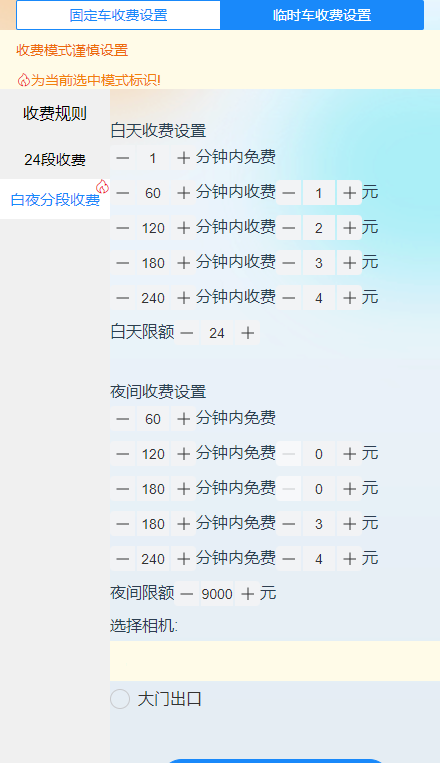 固定车收费设置 临时车收费设置
收费模式谨慎设置
为当前选中模式标识!
收费规则
24段收费
白夜分段收费
白天收费设置
— 1 + 分钟内免费
— 60 + 分钟内收费 — 1 + 元
— 120 + 分钟内收费 — 2 + 元
— 180 + 分钟内收费 — 3 + 元
— 240 + 分钟内收费 — 4 + 元
白天限额 — 24 +
夜间收费设置
— 60 + 分钟内免费
— 120 + 分钟内免费 — 0 + 元
— 180 + 分钟内免费 — 0 + 元
— 180 + 分钟内免费 — 3 + 元
— 240 + 分钟内免费 — 4 + 元
夜间限额 — 9000 + 元
选择相机:
大门出口